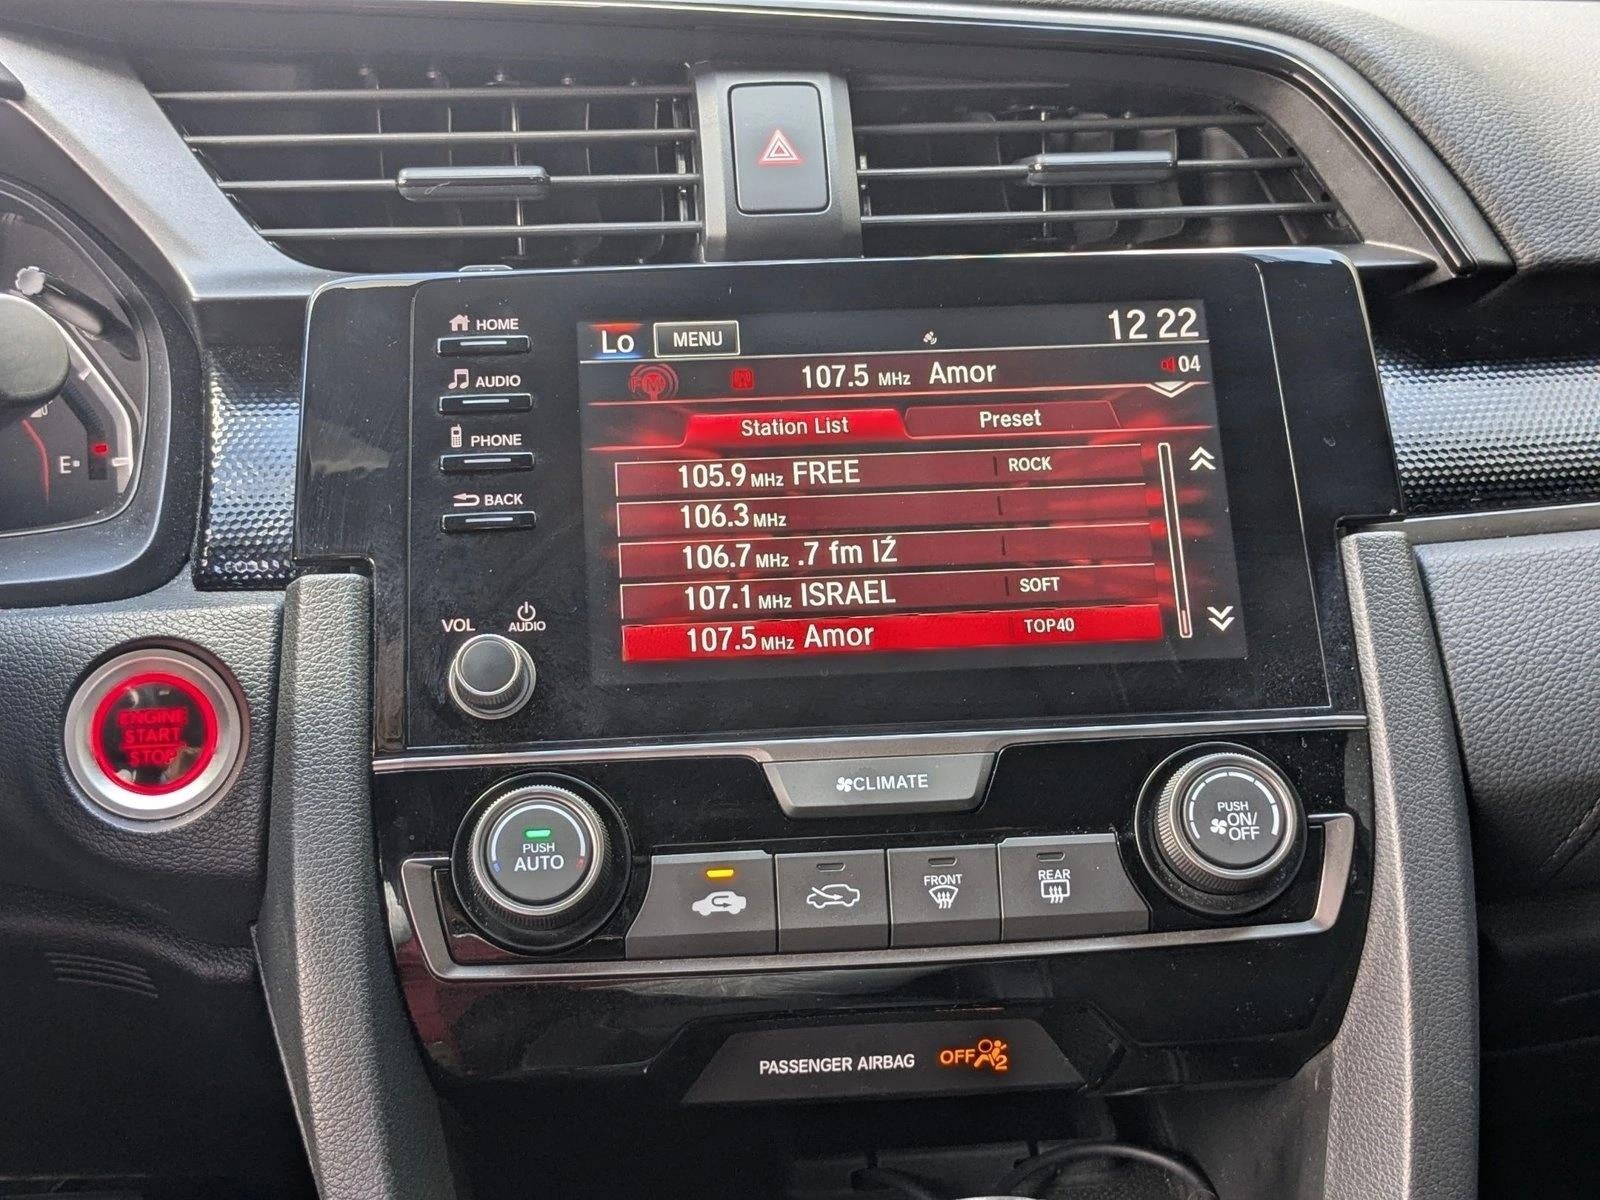 HOME
AUDIO
PHONE
BACK
VOL
AUDIO
Lo MENU 12 22
FM 107.5 MHz Amor 04
Station List Preset
105.9 MHz FREE ROCK
106.3 MHz
106.7 MHz .7 fm IŹ
107.1 MHz ISRAEL SOFT
107.5 MHz Amor TOP40
E
ENGINE
START
STOP
CLIMATE
PUSH
AUTO
FRONT
REAR
PUSH
ON/
OFF
PASSENGER AIRBAG OFF 2